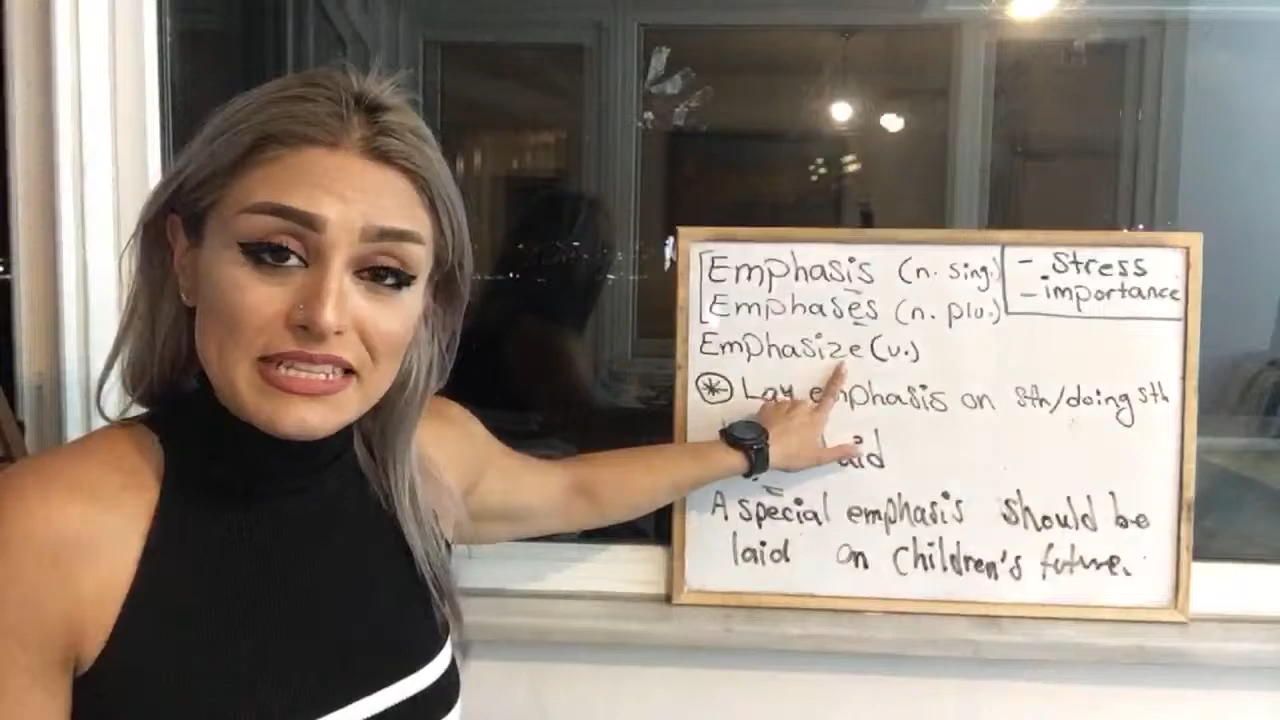 Emphasis (n. sing.)
- Stress
- importance
Emphases (n. plu.)
Emphasize (v.)
* Lay emphasis on sth/doing sth
A special emphasis should be
laid on children's future.